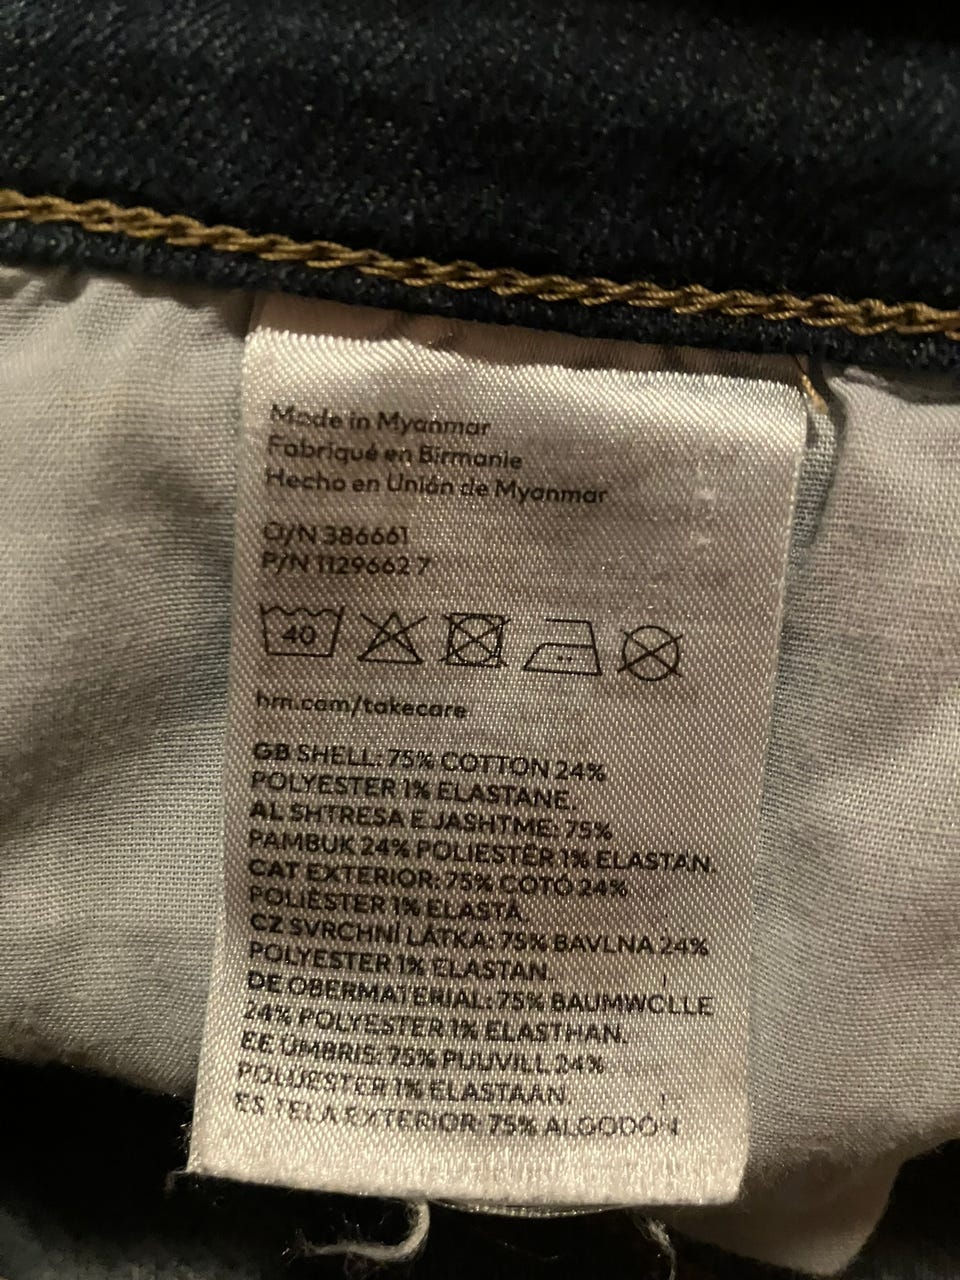 Made in Myanmar
Fabriqué en Birmanie
Hecho en Unión de Myanmar
O/N 386661
P/N 1129662 7
40
hm.com/takecare
GB SHELL: 75% COTTON 24%
POLYESTER 1% ELASTANE.
AL SHTRESA E JASHTME: 75%
PAMBUK 24% POLIESTËR 1% ELASTAN.
CAT EXTERIOR: 75% COTÓ 24%
POLIÈSTER 1% ELASTÀ.
CZ SVRCHNÍ LÁTKA: 75% BAVLNA 24%
POLYESTER 1% ELASTAN.
DE OBERMATERIAL: 75% BAUMWOLLE
24% POLYESTER 1% ELASTHAN.
EE ÜMBRIS: 75% PUUVILL 24%
POLÜESTER 1% ELASTAAN.
ES TELA EXTERIOR: 75% ALGODÓN